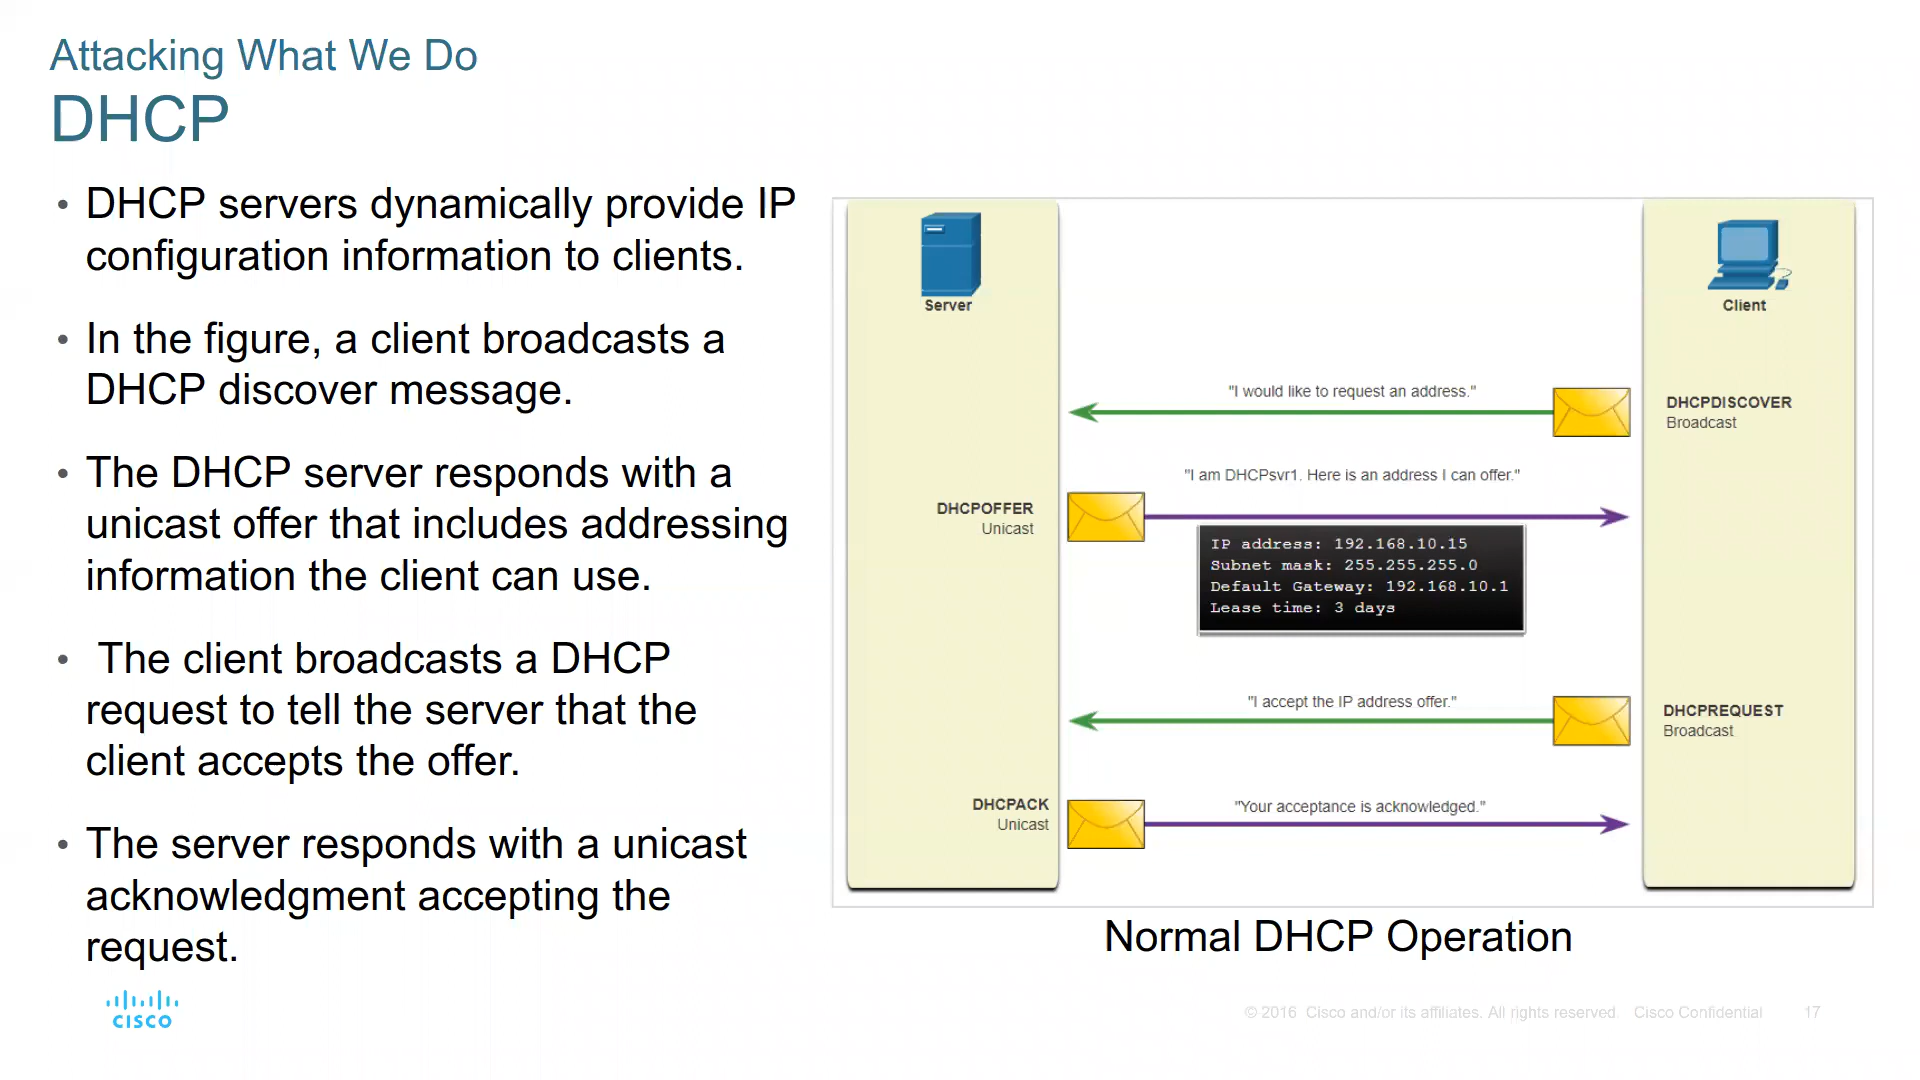 Attacking What We Do
DHCP
• DHCP servers dynamically provide IP
configuration information to clients.
• In the figure, a client broadcasts a
DHCP discover message.
• The DHCP server responds with a
unicast offer that includes addressing
information the client can use.
• The client broadcasts a DHCP
request to tell the server that the
client accepts the offer.
• The server responds with a unicast
acknowledgment accepting the
request.
Server
Client
"I would like to request an address."
DHCPDISCOVER
Broadcast
"I am DHCPsvr1. Here is an address I can offer."
DHCPOFFER
Unicast
IP address: 192.168.10.15
Subnet mask: 255.255.255.0
Default Gateway: 192.168.10.1
Lease time: 3 days
"I accept the IP address offer."
DHCPREQUEST
Broadcast
DHCPACK
Unicast
"Your acceptance is acknowledged."
Normal DHCP Operation
CISCO
© 2016 Cisco and/or its affiliates. All rights reserved. Cisco Confidential 17